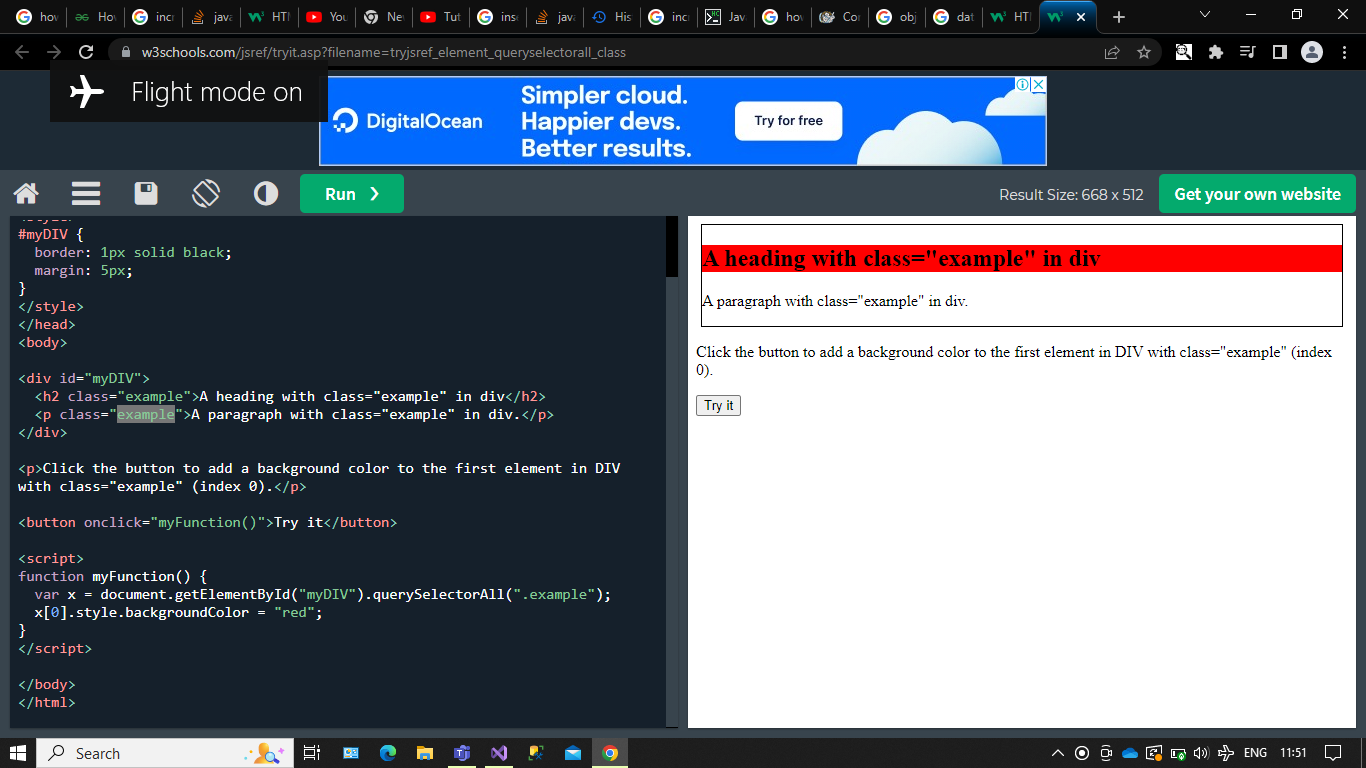 how
Hov
incr
java
HTI
You
Nev
Tut
inse
java
His
incr
Java
how
Cor
obj
dat
HTI
w3schools.com/jsref/tryit.asp?filename=tryjsref_element_queryselectorall_class
Flight mode on
DigitalOcean
Simpler cloud.
Happier devs.
Better results.
Try for free
Run ❯
Result Size: 668 x 512
Get your own website
#myDIV {
  border: 1px solid black;
  margin: 5px;
}
</style>
</head>
<body>
<div id="myDIV">
  <h2 class="example">A heading with class="example" in div</h2>
  <p class="example">A paragraph with class="example" in div.</p>
</div>
<p>Click the button to add a background color to the first element in DIV
with class="example" (index 0).</p>
<button onclick="myFunction()">Try it</button>
<script>
function myFunction() {
  var x = document.getElementById("myDIV").querySelectorAll(".example");
  x[0].style.backgroundColor = "red";
}
</script>
</body>
</html>
A heading with class="example" in div
A paragraph with class="example" in div.
Click the button to add a background color to the first element in DIV with class="example" (index
0).
Try it
Search
ENG
11:51